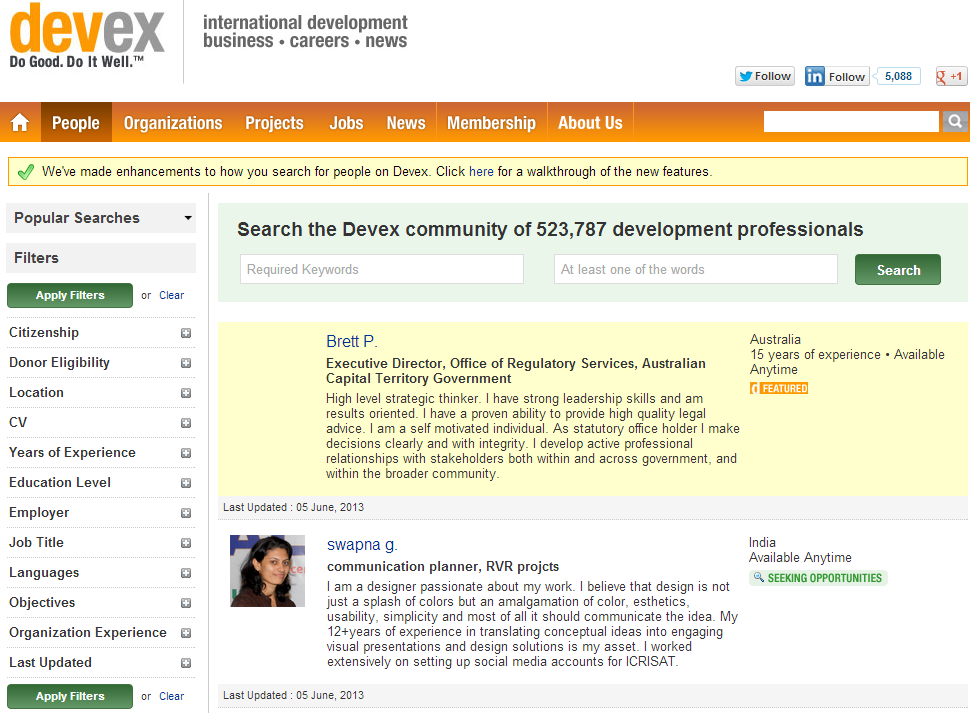 devex
Do Good. Do It Well.™
international development
business • careers • news
Follow
in Follow 5,088
g +1
People Organizations Projects Jobs News Membership About Us
We've made enhancements to how you search for people on Devex. Click here for a walkthrough of the new features.
Popular Searches
Filters
Apply Filters or Clear
Citizenship
Donor Eligibility
Location
CV
Years of Experience
Education Level
Employer
Job Title
Languages
Objectives
Organization Experience
Last Updated
Apply Filters or Clear
Search the Devex community of 523,787 development professionals
Required Keywords
At least one of the words
Search
Brett P.
Executive Director, Office of Regulatory Services, Australian
Capital Territory Government
High level strategic thinker. I have strong leadership skills and am
results oriented. I have a proven ability to provide high quality legal
advice. I am a self motivated individual. As statutory office holder I make
decisions clearly and with integrity. I develop active professional
relationships with stakeholders both within and across government, and
within the broader community.
Australia
15 years of experience • Available
Anytime
FEATURED
Last Updated : 05 June, 2013
swapna g.
communication planner, RVR projcts
I am a designer passionate about my work. I believe that design is not
just a splash of colors but an amalgamation of color, esthetics,
usability, simplicity and most of all it should communicate the idea. My
12+years of experience in translating conceptual ideas into engaging
visual presentations and design solutions is my asset. I worked
extensively on setting up social media accounts for ICRISAT.
India
Available Anytime
SEEKING OPPORTUNITIES
Last Updated : 05 June, 2013